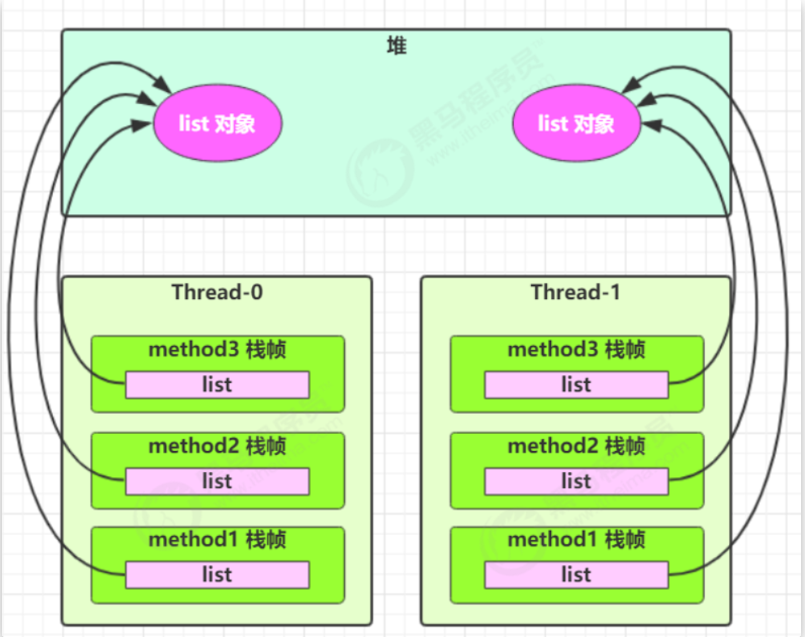 堆
list 对象
list 对象
黑马程序员
www.itheima.com
Thread-0
method3 栈帧
list
method2 栈帧
list
method1 栈帧
list
Thread-1
method3 栈帧
list
method2 栈帧
list
method1 栈帧
list